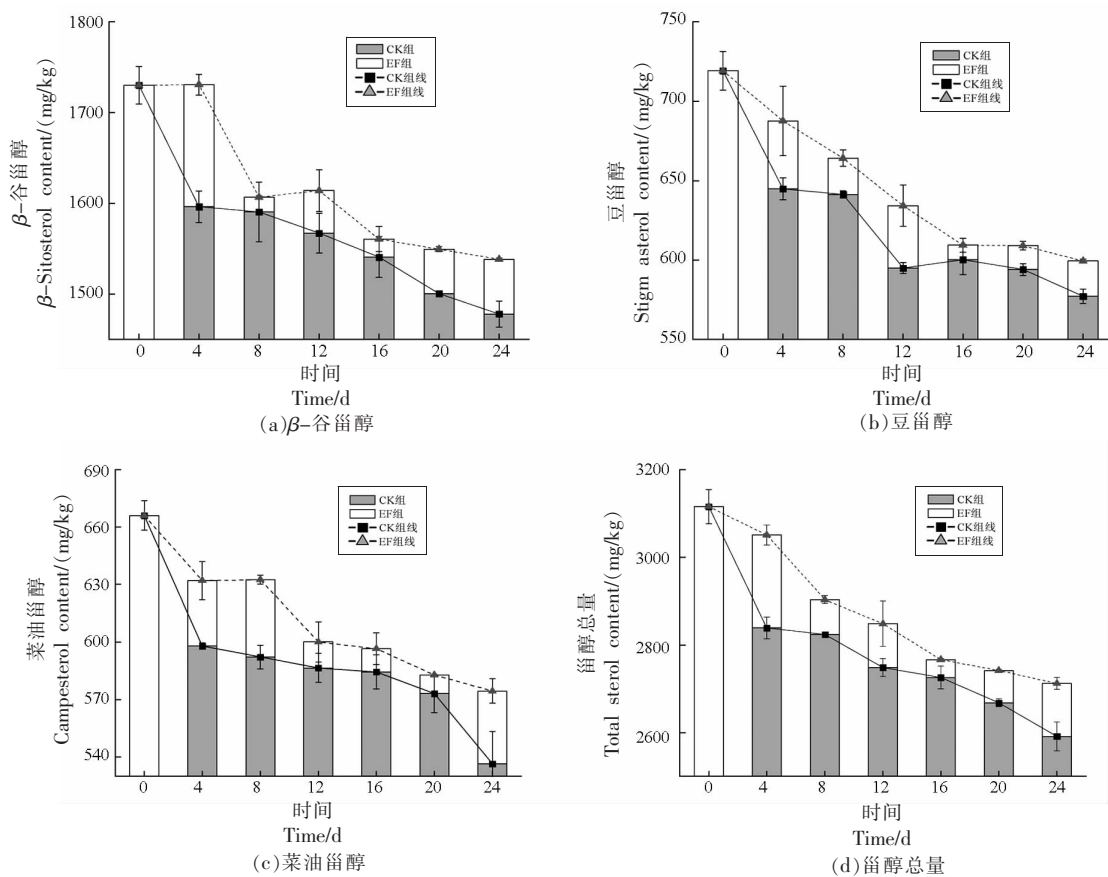 1800
1700
1600
1500
β-谷甾醇
β-Sitosterol content/(mg/kg)
CK组
EF组
CK组线
EF组线
0 4 8 12 16 20 24
时间
Time/d
(a)β-谷甾醇
750
700
650
600
550
豆甾醇
Stigm asterol content/(mg/kg)
CK组
EF组
CK组线
EF组线
0 4 8 12 16 20 24
时间
Time/d
(b)豆甾醇
690
660
630
600
570
540
菜油甾醇
Campesterol content/(mg/kg)
CK组
EF组
CK组线
EF组线
0 4 8 12 16 20 24
时间
Time/d
(c)菜油甾醇
3200
3000
2800
2600
甾醇总量
Total sterol content/(mg/kg)
CK组
EF组
CK组线
EF组线
0 4 8 12 16 20 24
时间
Time/d
(d)甾醇总量